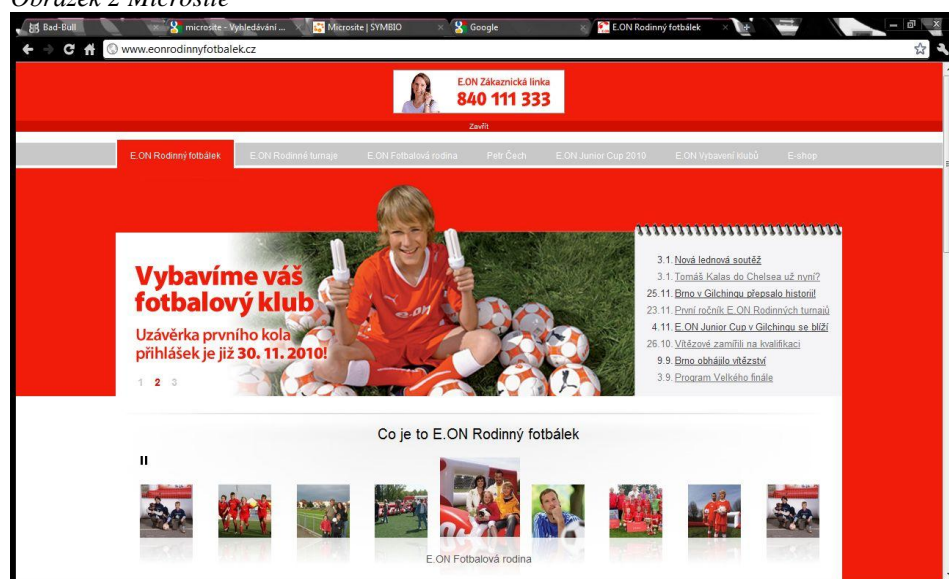 Obrázek 2 Microsite
Bad-Bull
microsite - Vyhledávání ...
Microsite | SYMBIO
Google
E.ON Rodinný fotbálek
www.eonrodinnyfotbalek.cz
E.ON Zákaznická linka
840 111 333
Zavřít
E.ON Rodinný fotbálek
E.ON Rodinné turnaje
E.ON Fotbalová rodina
Petr Čech
E.ON Junior Cup 2010
E.ON Vybavení klubů
E-shop
Vybavíme váš
fotbalový klub
Uzávěrka prvního kola
přihlášek je již 30. 11. 2010!
1 2 3
e·on
3.1. Nová lednová soutěž
3.1. Tomáš Kalas do Chelsea už nyní?
25.11. Brno v Gilchingu přepsalo historii!
23.11. První ročník E.ON Rodinných turnajů
4.11. E.ON Junior Cup v Gilchingu se blíží
26.10. Vítězové zamířili na kvalifikaci
9.9. Brno obhájilo vítězství
3.9. Program Velkého finále
Co je to E.ON Rodinný fotbálek
E.ON Fotbalová rodina